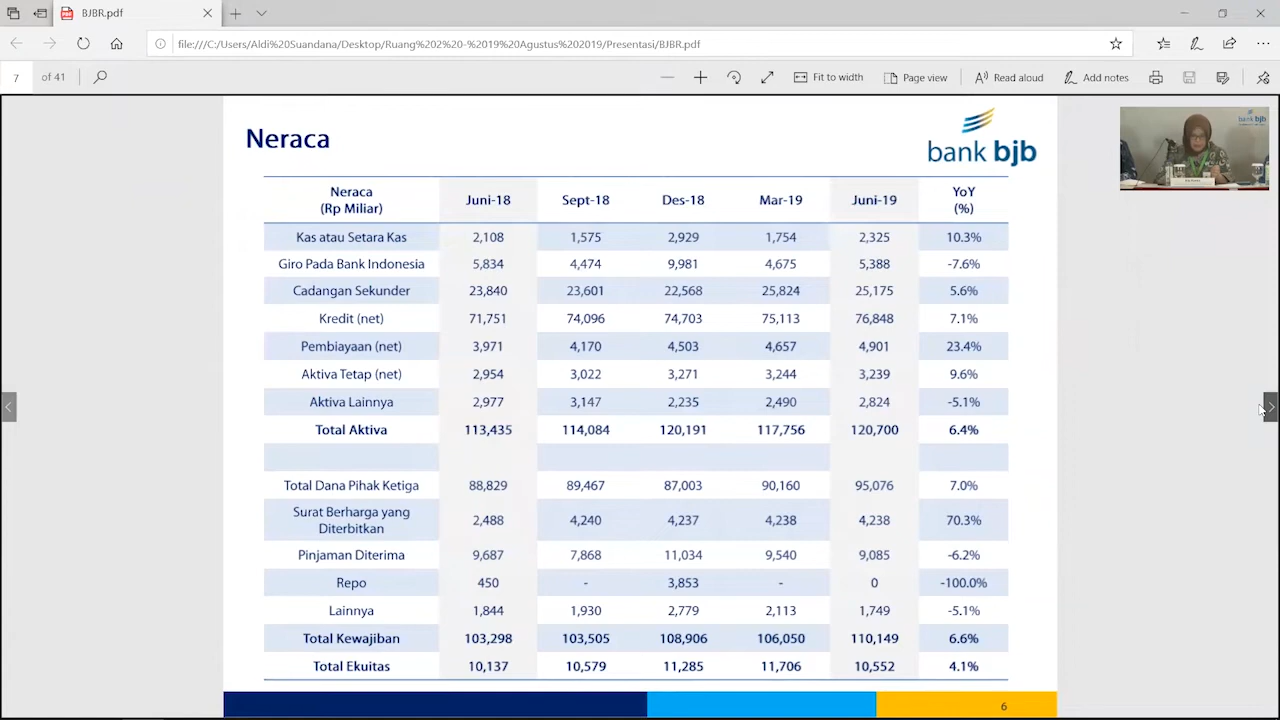 BJBR.pdf
file:///C:/Users/Aldi%20Suandana/Desktop/Ruang%202%20-%2019%20Agustus%202019/Presentasi/BJBR.pdf
7 of 41 Fit to width Page view Read aloud Add notes
Neraca
bank bjb
Neraca (Rp Miliar) Juni-18 Sept-18 Des-18 Mar-19 Juni-19 YoY (%)
Kas atau Setara Kas 2,108 1,575 2,929 1,754 2,325 10.3%
Giro Pada Bank Indonesia 5,834 4,474 9,981 4,675 5,388 -7.6%
Cadangan Sekunder 23,840 23,601 22,568 25,824 25,175 5.6%
Kredit (net) 71,751 74,096 74,703 75,113 76,848 7.1%
Pembiayaan (net) 3,971 4,170 4,503 4,657 4,901 23.4%
Aktiva Tetap (net) 2,954 3,022 3,271 3,244 3,239 9.6%
Aktiva Lainnya 2,977 3,147 2,235 2,490 2,824 -5.1%
Total Aktiva 113,435 114,084 120,191 117,756 120,700 6.4%
Total Dana Pihak Ketiga 88,829 89,467 87,003 90,160 95,076 7.0%
Surat Berharga yang Diterbitkan 2,488 4,240 4,237 4,238 4,238 70.3%
Pinjaman Diterima 9,687 7,868 11,034 9,540 9,085 -6.2%
Repo 450 - 3,853 - 0 -100.0%
Lainnya 1,844 1,930 2,779 2,113 1,749 -5.1%
Total Kewajiban 103,298 103,505 108,906 106,050 110,149 6.6%
Total Ekuitas 10,137 10,579 11,285 11,706 10,552 4.1%
6
bank bjb